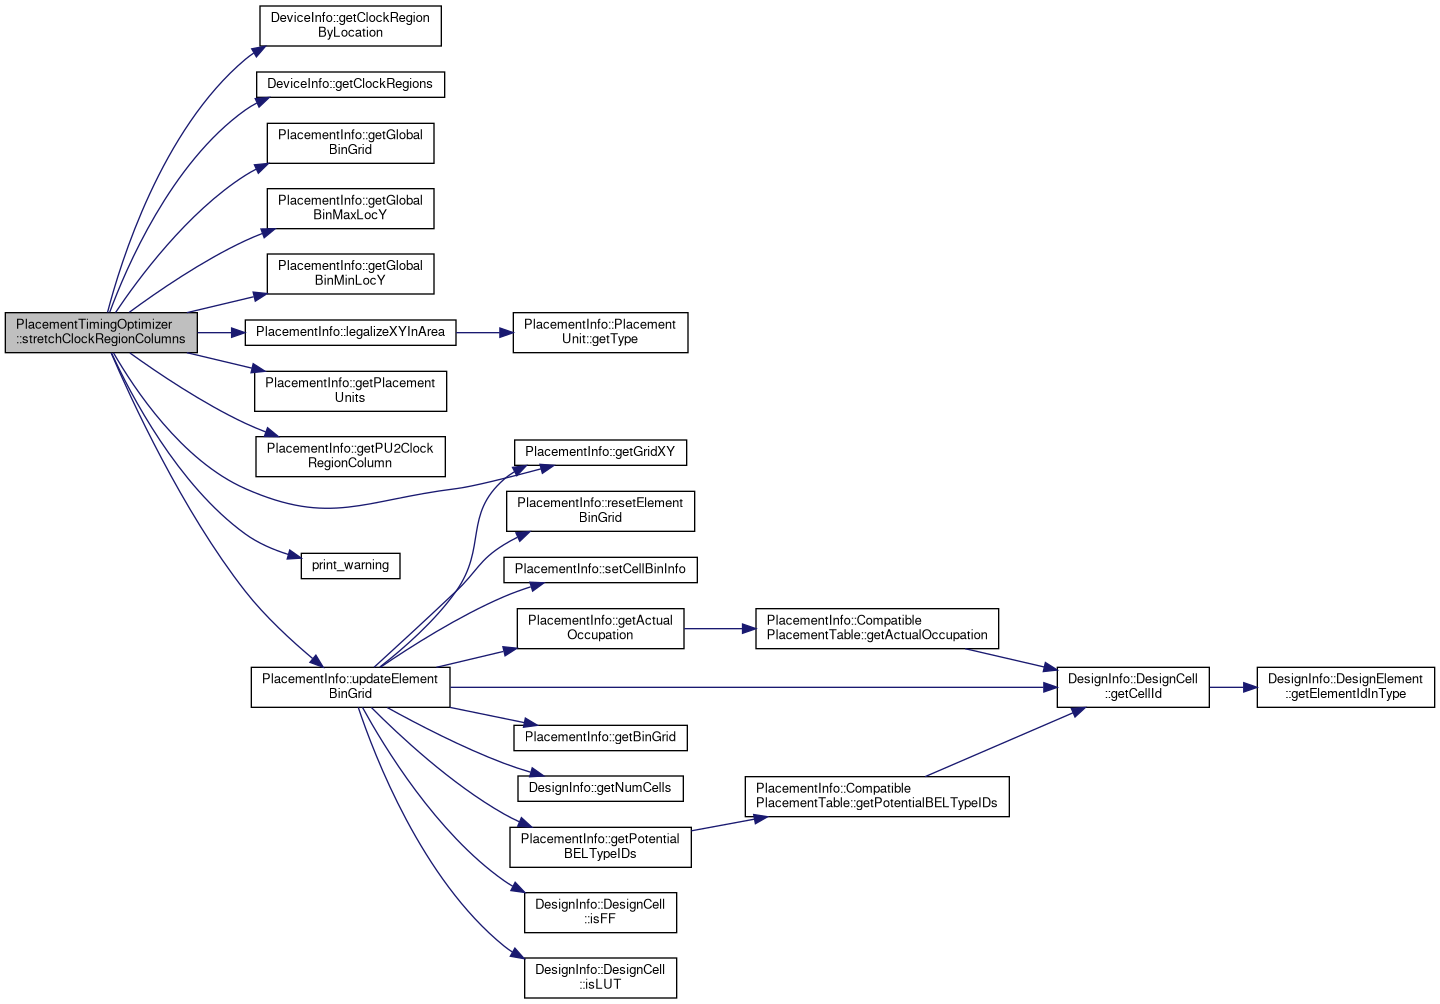 DeviceInfo::getClockRegion
ByLocation
DeviceInfo::getClockRegions
PlacementInfo::getGlobal
BinGrid
PlacementInfo::getGlobal
BinMaxLocY
PlacementInfo::getGlobal
BinMinLocY
PlacementTimingOptimizer
::stretchClockRegionColumns
PlacementInfo::legalizeXYInArea
PlacementInfo::Placement
Unit::getType
PlacementInfo::getPlacement
Units
PlacementInfo::getPU2Clock
RegionColumn
PlacementInfo::getGridXY
PlacementInfo::resetElement
BinGrid
print_warning
PlacementInfo::setCellBinInfo
PlacementInfo::getActual
Occupation
PlacementInfo::Compatible
PlacementTable::getActualOccupation
PlacementInfo::updateElement
BinGrid
DesignInfo::DesignCell
::getCellId
DesignInfo::DesignElement
::getElementIdInType
PlacementInfo::getBinGrid
DesignInfo::getNumCells
PlacementInfo::Compatible
PlacementTable::getPotentialBELTypeIDs
PlacementInfo::getPotential
BELTypeIDs
DesignInfo::DesignCell
::isFF
DesignInfo::DesignCell
::isLUT